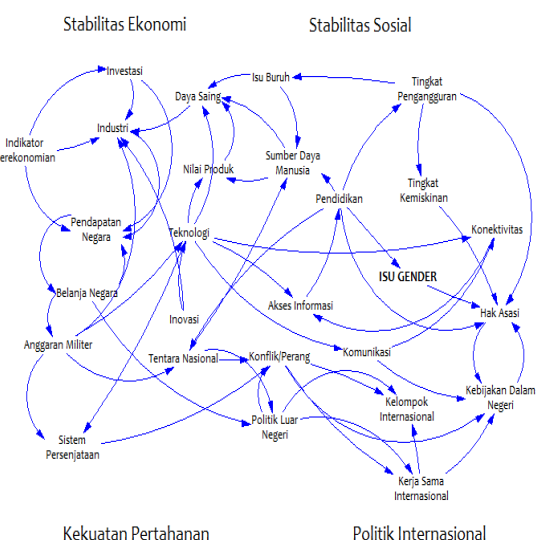 Stabilitas Ekonomi
Stabilitas Sosial
Investasi
Isu Buruh
Tingkat
Pengangguran
Daya Saing
Industri
Indikator
erekonomian
Sumber Daya
Manusia
Nilai Produk
Tingkat
Kemiskinan
Pendidikan
Pendapatan
Negara
Teknologi
Konektivitas
ISU GENDER
Belanja Negara
Akses Informasi
Hak Asasi
Inovasi
Anggaran Militer
Tentara Nasional
Konflik/Perang
Komunikasi
Kebijakan Dalam
Negeri
Kelompok
Internasional
Politik Luar
Negeri
Sistem
Persenjataan
Kerja Sama
Internasional
Kekuatan Pertahanan
Politik Internasional